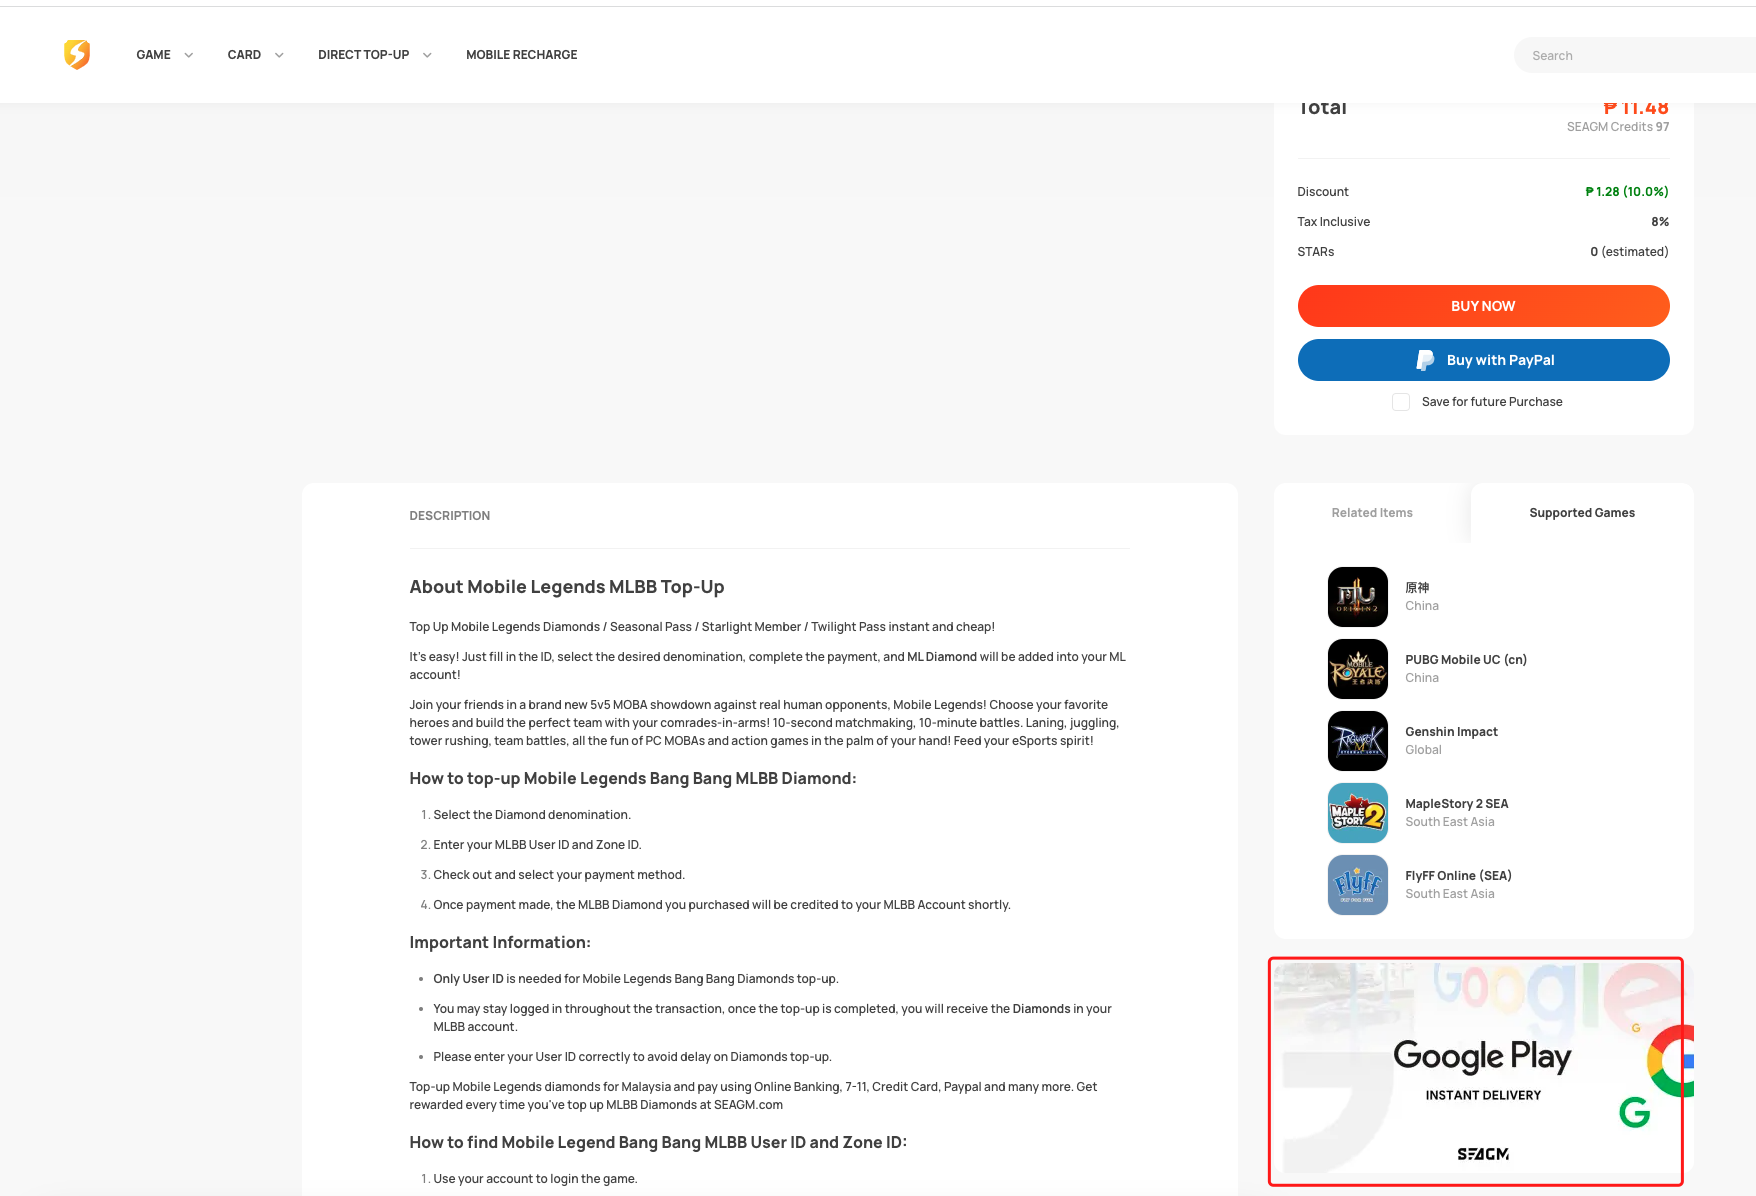 GAME
CARD
DIRECT TOP-UP
MOBILE RECHARGE
Search
Total
₱ 11.48
SEAGM Credits 97
Discount
₱ 1.28 (10.0%)
Tax Inclusive
8%
STARs
0 (estimated)
BUY NOW
Buy with PayPal
Save for future Purchase
DESCRIPTION
About Mobile Legends MLBB Top-Up
Top Up Mobile Legends Diamonds / Seasonal Pass / Starlight Member / Twilight Pass instant and cheap!
It's easy! Just fill in the ID, select the desired denomination, complete the payment, and ML Diamond will be added into your ML
account!
Join your friends in a brand new 5v5 MOBA showdown against real human opponents, Mobile Legends! Choose your favorite
heroes and build the perfect team with your comrades-in-arms! 10-second matchmaking, 10-minute battles. Laning, juggling,
tower rushing, team battles, all the fun of PC MOBAs and action games in the palm of your hand! Feed your eSports spirit!
How to top-up Mobile Legends Bang Bang MLBB Diamond:
1. Select the Diamond denomination.
2. Enter your MLBB User ID and Zone ID.
3. Check out and select your payment method.
4. Once payment made, the MLBB Diamond you purchased will be credited to your MLBB Account shortly.
Important Information:
• Only User ID is needed for Mobile Legends Bang Bang Diamonds top-up.
• You may stay logged in throughout the transaction, once the top-up is completed, you will receive the Diamonds in your
MLBB account.
• Please enter your User ID correctly to avoid delay on Diamonds top-up.
Top-up Mobile Legends diamonds for Malaysia and pay using Online Banking, 7-11, Credit Card, Paypal and many more. Get
rewarded every time you've top up MLBB Diamonds at SEAGM.com
How to find Mobile Legend Bang Bang MLBB User ID and Zone ID:
1. Use your account to login the game.
Related Items
Supported Games
MU
ORIGIN 2
原神
China
MOBILE
ROYALE
王者決勝
PUBG Mobile UC (cn)
China
RAGNAROK
M
ETERNAL LOVE
Genshin Impact
Global
MAPLE
STORY 2
MapleStory 2 SEA
South East Asia
Flyff
FlyFF Online (SEA)
South East Asia
Google
G
Google Play
INSTANT DELIVERY
G
SEAGM